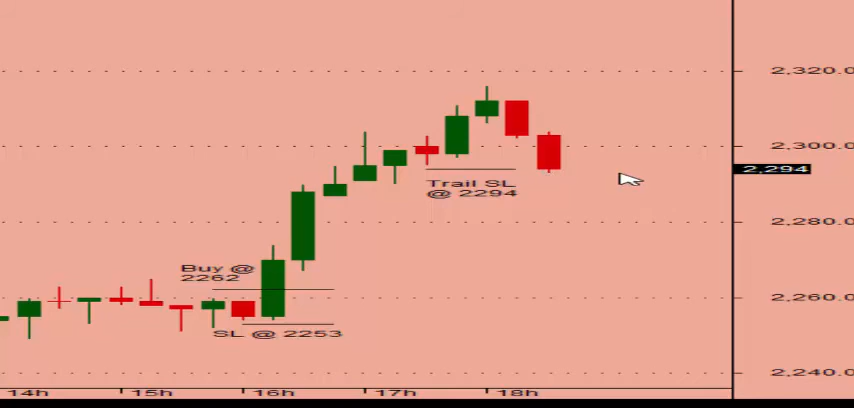 2,320.0
2,300.0
2,294
Trail SL
@ 2294
2,280.0
Buy @
2262
2,260.0
SL @ 2253
2,240.0
14h 15h 16h 17h 18h